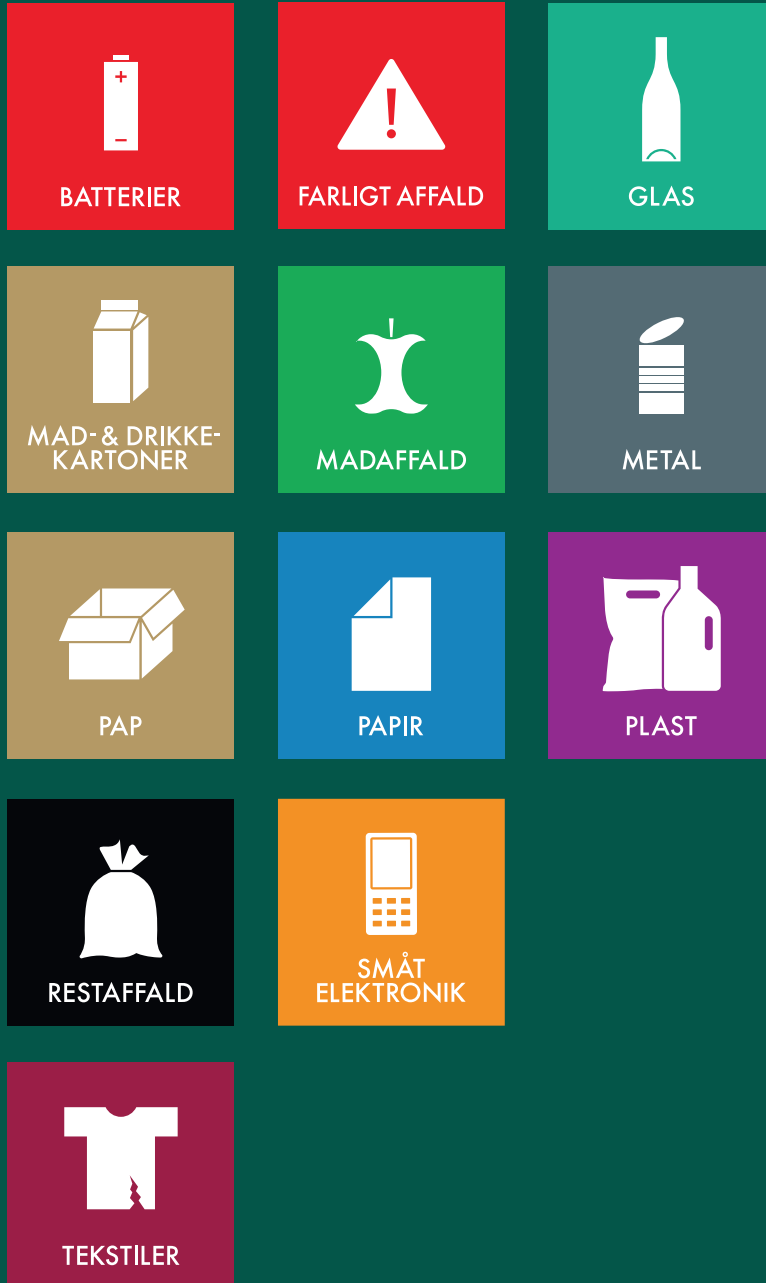 BATTERIER
FARLIGT AFFALD
GLAS
MAD- & DRIKKE-
KARTONER
MADAFFALD
METAL
PAP
PAPIR
PLAST
RESTAFFALD
SMÅT
ELEKTRONIK
TEKSTILER